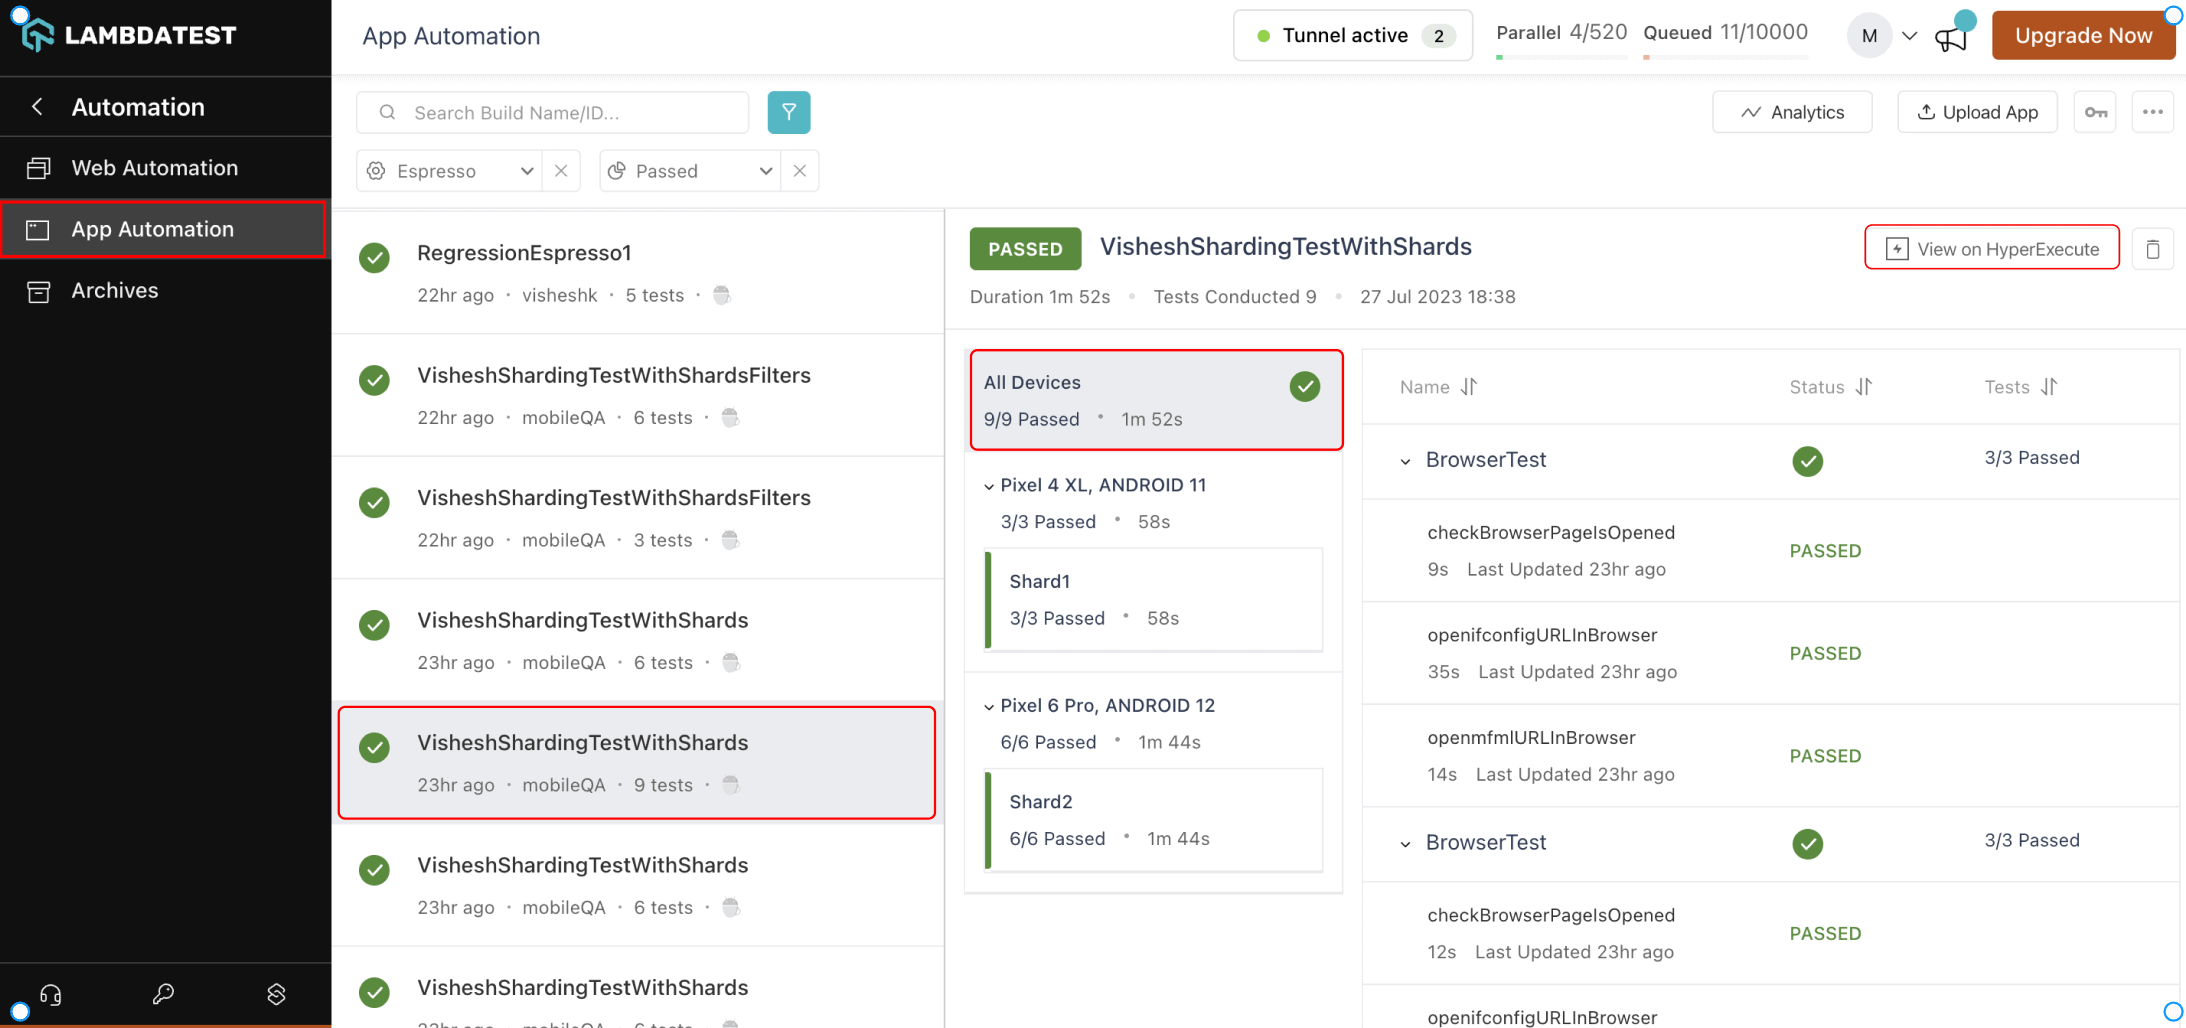 LAMBDATEST
App Automation
Tunnel active 2
Parallel 4/520 Queued 11/10000
M
Upgrade Now
Automation
Web Automation
App Automation
Archives
Search Build Name/ID...
Analytics
Upload App
Espresso
Passed
RegressionEspresso1
22hr ago · visheshk · 5 tests ·
VisheshShardingTestWithShardsFilters
22hr ago · mobileQA · 6 tests ·
VisheshShardingTestWithShardsFilters
22hr ago · mobileQA · 3 tests ·
VisheshShardingTestWithShards
23hr ago · mobileQA · 6 tests ·
VisheshShardingTestWithShards
23hr ago · mobileQA · 9 tests ·
VisheshShardingTestWithShards
23hr ago · mobileQA · 6 tests ·
VisheshShardingTestWithShards
23hr ago · mobileQA · 6 tests ·
PASSED VisheshShardingTestWithShards
View on HyperExecute
Duration 1m 52s • Tests Conducted 9 • 27 Jul 2023 18:38
All Devices
9/9 Passed • 1m 52s
Pixel 4 XL, ANDROID 11
3/3 Passed • 58s
Shard1
3/3 Passed • 58s
Pixel 6 Pro, ANDROID 12
6/6 Passed • 1m 44s
Shard2
6/6 Passed • 1m 44s
Name Status Tests
BrowserTest 3/3 Passed
checkBrowserPageIsOpened
9s Last Updated 23hr ago
PASSED
openifconfigURLInBrowser
35s Last Updated 23hr ago
PASSED
openmfmlURLInBrowser
14s Last Updated 23hr ago
PASSED
BrowserTest 3/3 Passed
checkBrowserPageIsOpened
12s Last Updated 23hr ago
PASSED
openifconfigURLInBrowser